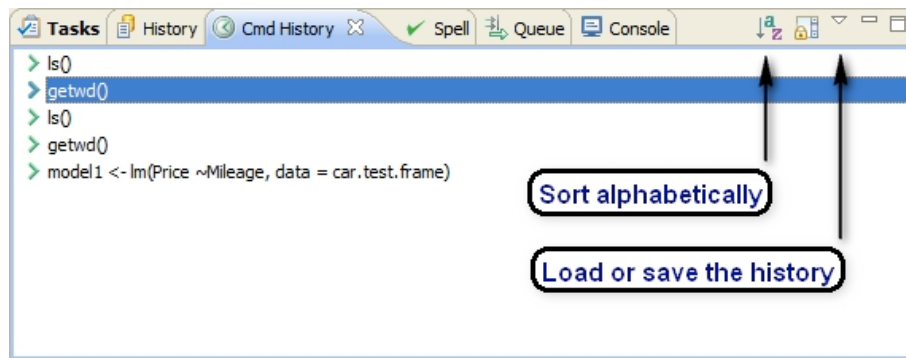 Tasks History Cmd History Spell Queue Console
ls()
getwd()
ls()
getwd()
model1 <- lm(Price ~Mileage, data = car.test.frame)
Sort alphabetically
Load or save the history